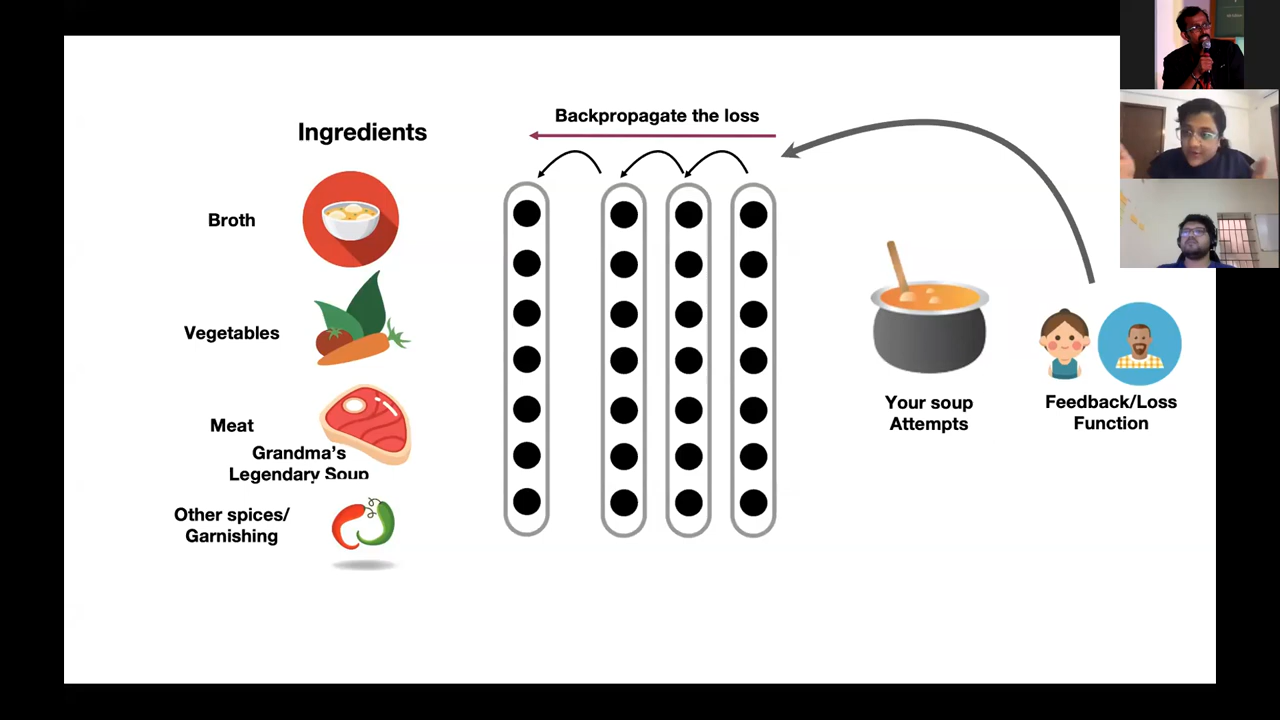 Backpropagate the loss
Ingredients
Broth
Vegetables
Meat
Grandma's
Legendary Soup
Other spices/
Garnishing
Your soup
Attempts
Feedback/Loss
Function